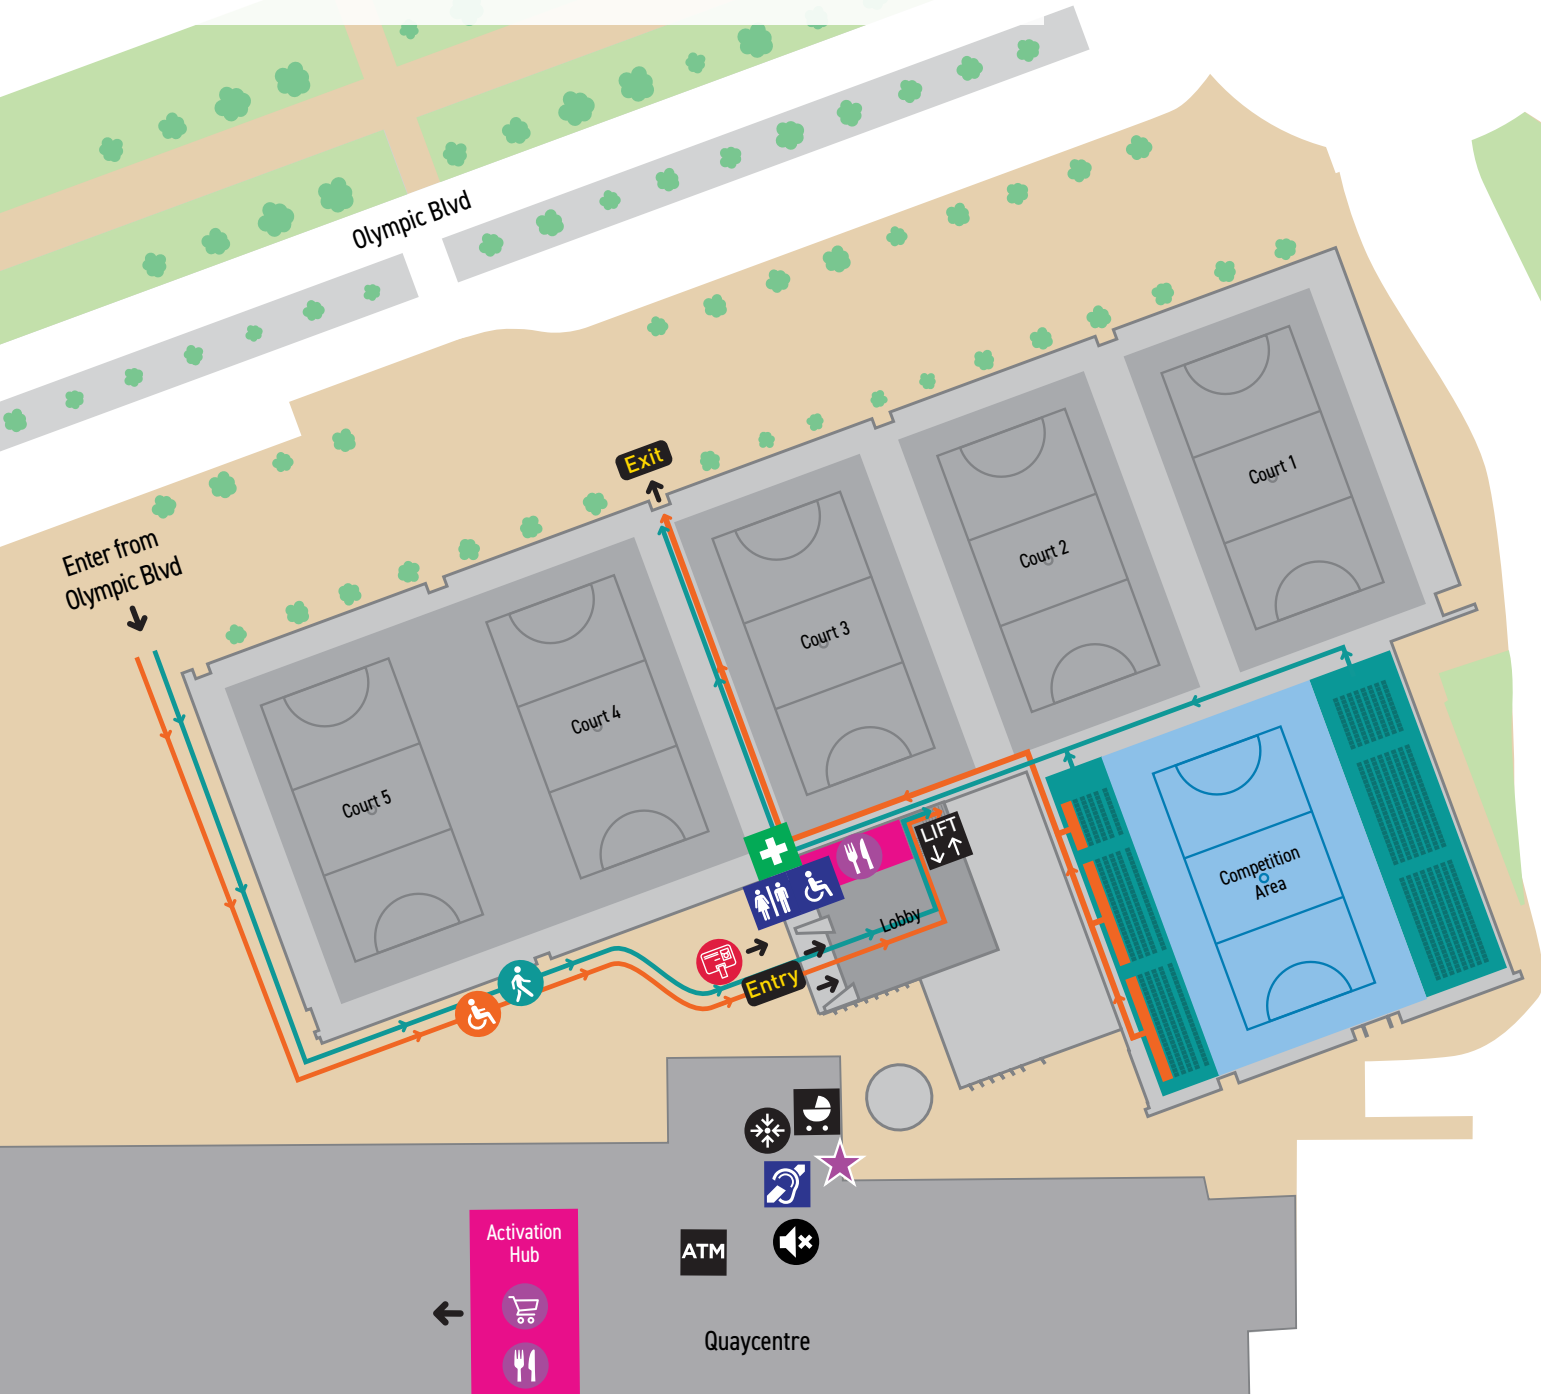 Olympic Blvd
Exit
Enter from
Olympic Blvd
Court 1
Court 2
Court 3
Court 4
Court 5
LIFT
Competition
Area
Lobby
Entry
Activation
Hub
ATM
Quaycentre